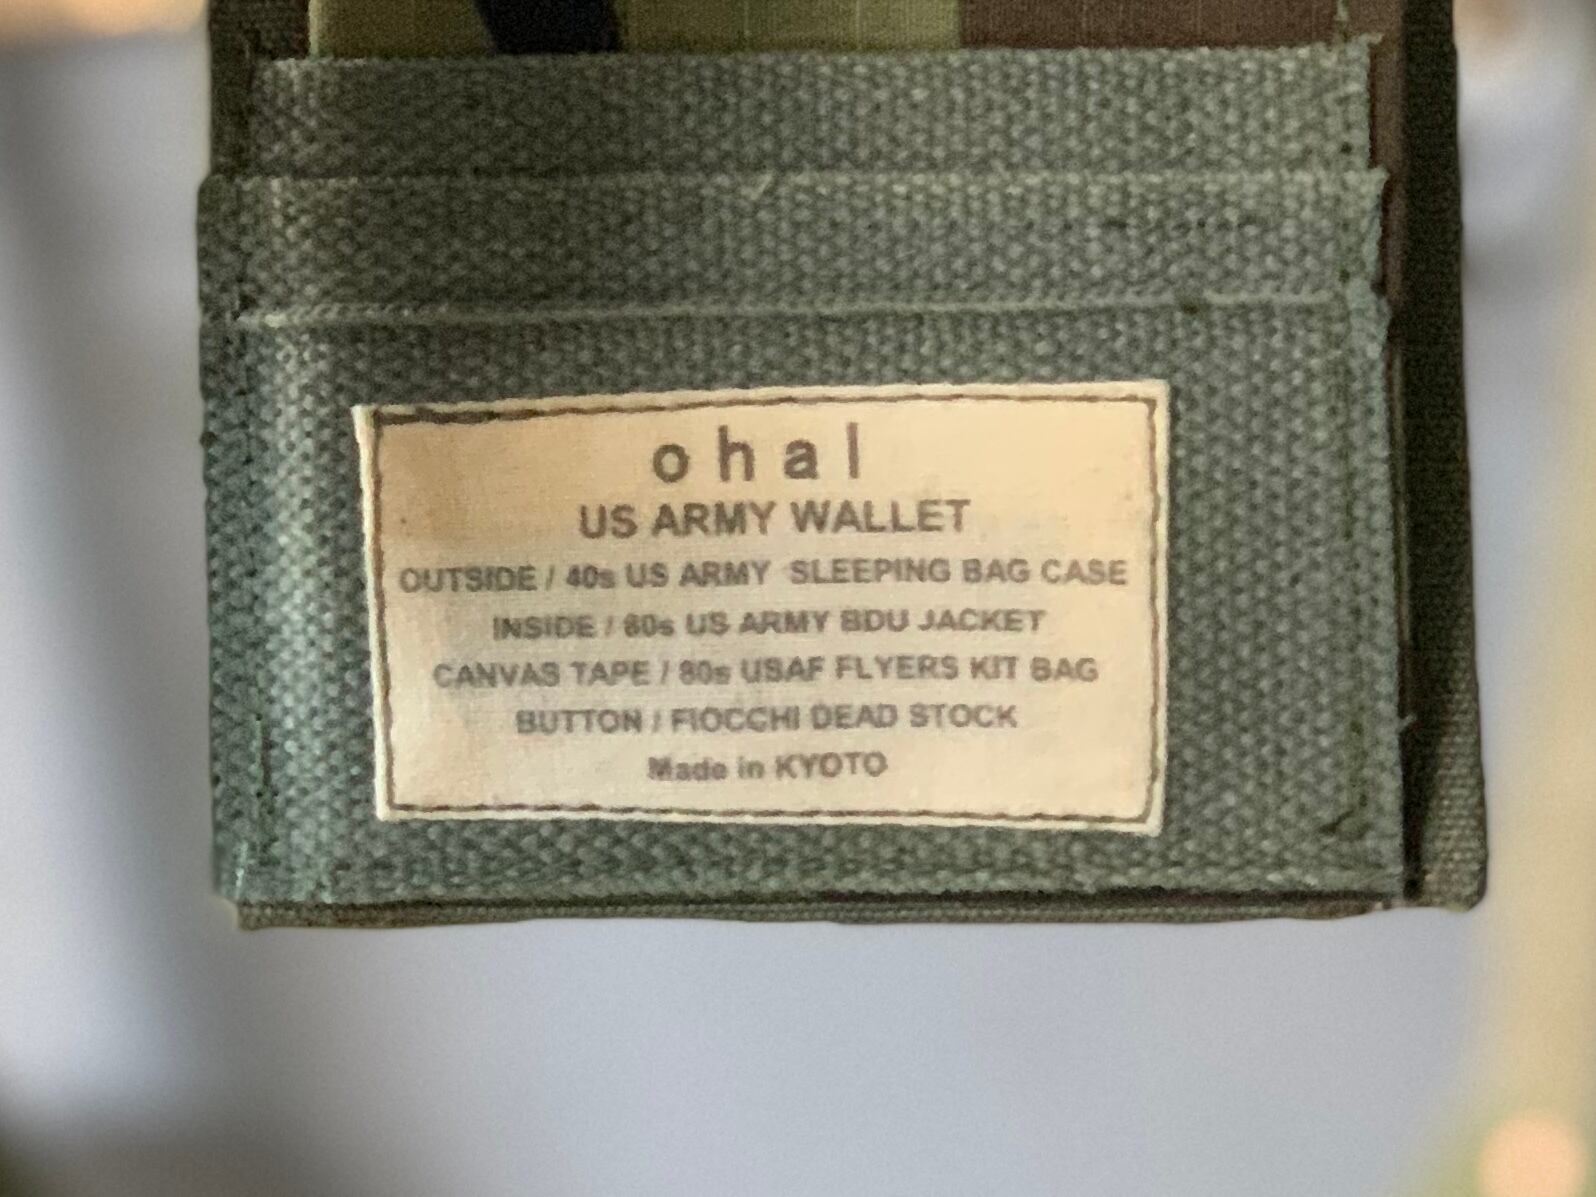 ohal
US ARMY WALLET
OUTSIDE / 40s US ARMY SLEEPING BAG CASE
INSIDE / 80s US ARMY BDU JACKET
CANVAS TAPE / 80s USAF FLYERS KIT BAG
BUTTON / FIOCCHI DEAD STOCK
Made in KYOTO